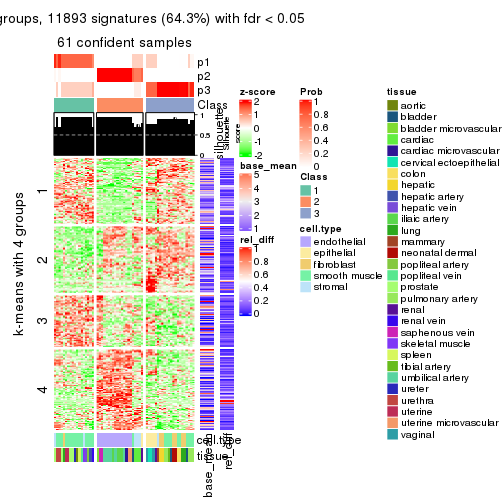 groups, 11893 signatures (64.3%) with fdr < 0.05
61 confident samples
p1
p2
p3
Class
1
0.5
0
Silhouette
score
silhouette
k-means with 4 groups
1
2
3
4
cell.type
tissue
base_mean
rel_diff
z-score
2
1
0
-1
-2
base_mean
5
4
3
2
1
rel_diff
1
0.8
0.6
0.4
0.2
0
Prob
1
0.8
0.6
0.4
0.2
0
Class
1
2
3
cell.type
endothelial
epithelial
fibroblast
smooth muscle
stromal
tissue
aortic
bladder
bladder microvascular
cardiac
cardiac microvascular
cervical ectoepithelial
colon
hepatic
hepatic artery
hepatic vein
iliac artery
lung
mammary
neonatal dermal
popliteal artery
popliteal vein
prostate
pulmonary artery
renal
renal vein
saphenous vein
skeletal muscle
spleen
tibial artery
umbilical artery
ureter
urethra
uterine
uterine microvascular
vaginal